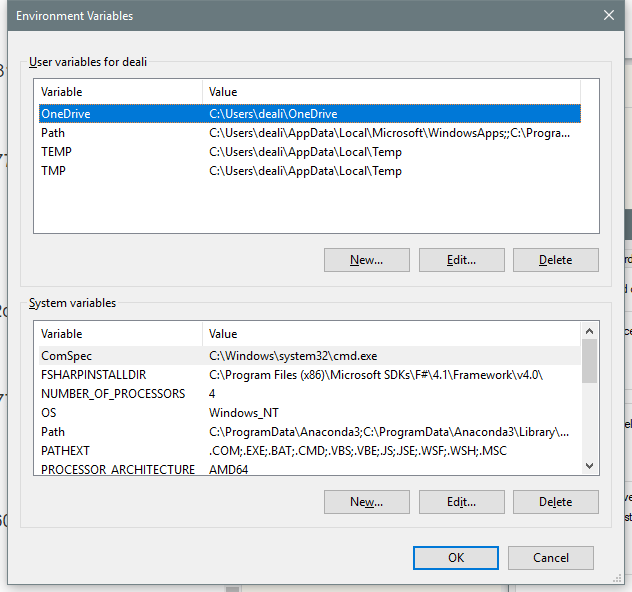 Environment Variables
User variables for deali
Variable Value
OneDrive C:\Users\deali\OneDrive
Path C:\Users\deali\AppData\Local\Microsoft\WindowsApps;;C:\Progra...
TEMP C:\Users\deali\AppData\Local\Temp
TMP C:\Users\deali\AppData\Local\Temp
New... Edit... Delete
System variables
Variable Value
ComSpec C:\Windows\system32\cmd.exe
FSHARPINSTALLDIR C:\Program Files (x86)\Microsoft SDKs\F#\4.1\Framework\v4.0\
NUMBER_OF_PROCESSORS 4
OS Windows_NT
Path C:\ProgramData\Anaconda3;C:\ProgramData\Anaconda3\Library\...
PATHEXT .COM;.EXE;.BAT;.CMD;.VBS;.VBE;.JS;.JSE;.WSF;.WSH;.MSC
PROCESSOR_ARCHITECTURE AMD64
New... Edit... Delete
OK Cancel